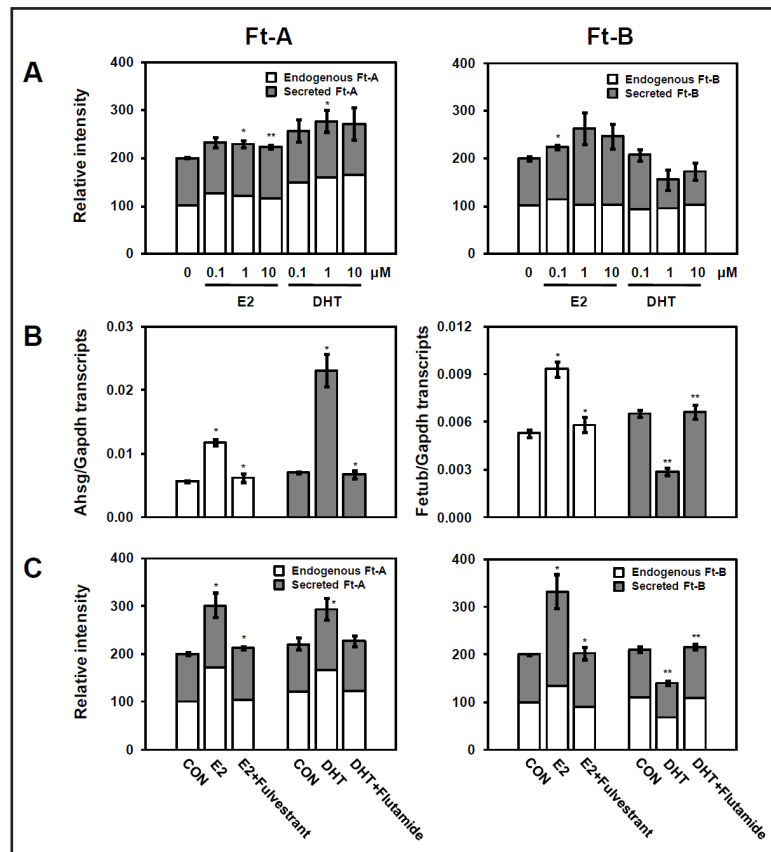 Ft-A Ft-B
A
Relative intensity
400
300
200
100
0
Endogenous Ft-A
Secreted Ft-A
* ** *
0 0.1 1 10 0.1 1 10 µM
E2 DHT
400
300
200
100
0
Endogenous Ft-B
Secreted Ft-B
*
0 0.1 1 10 0.1 1 10 µM
E2 DHT
B
Ahsg/Gapdh transcripts
0.03
0.02
0.01
0.00
* * * *
Fetub/Gapdh transcripts
0.012
0.009
0.006
0.003
0.000
* * ** **
C
Relative intensity
400
300
200
100
0
Endogenous Ft-A
Secreted Ft-A
* * *
CON E2 E2+Fulvestrant CON DHT DHT+Flutamide
400
300
200
100
0
Endogenous Ft-B
Secreted Ft-B
* * ** **
CON E2 E2+Fulvestrant CON DHT DHT+Flutamide